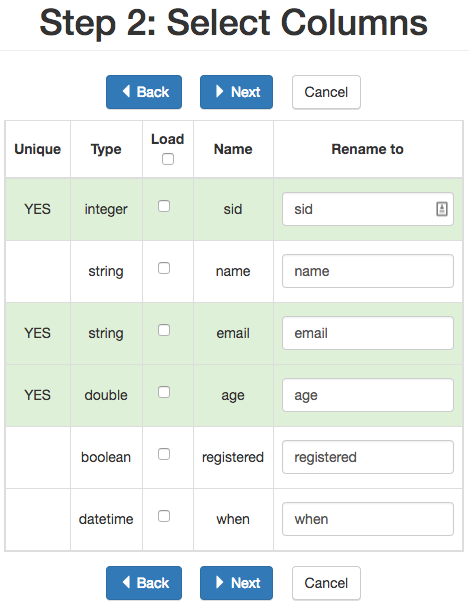 Step 2: Select Columns
Back Next Cancel
Unique Type Load Name Rename to
YES integer sid sid
string name name
YES string email email
YES double age age
boolean registered registered
datetime when when
Back Next Cancel